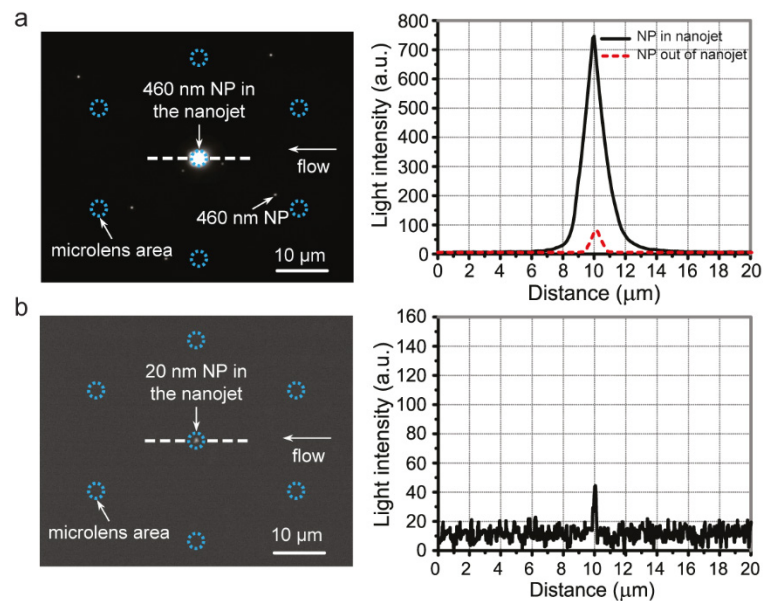 a
460 nm NP in
the nanojet
flow
460 nm NP
microlens area
10 µm
Light intensity (a.u.)
800
700
600
500
400
300
200
100
0
NP in nanojet
NP out of nanojet
0 2 4 6 8 10 12 14 16 18 20
Distance (µm)
b
20 nm NP in
the nanojet
flow
microlens area
10 µm
Light intensity (a.u.)
160
140
120
100
80
60
40
20
0
0 2 4 6 8 10 12 14 16 18 20
Distance (µm)